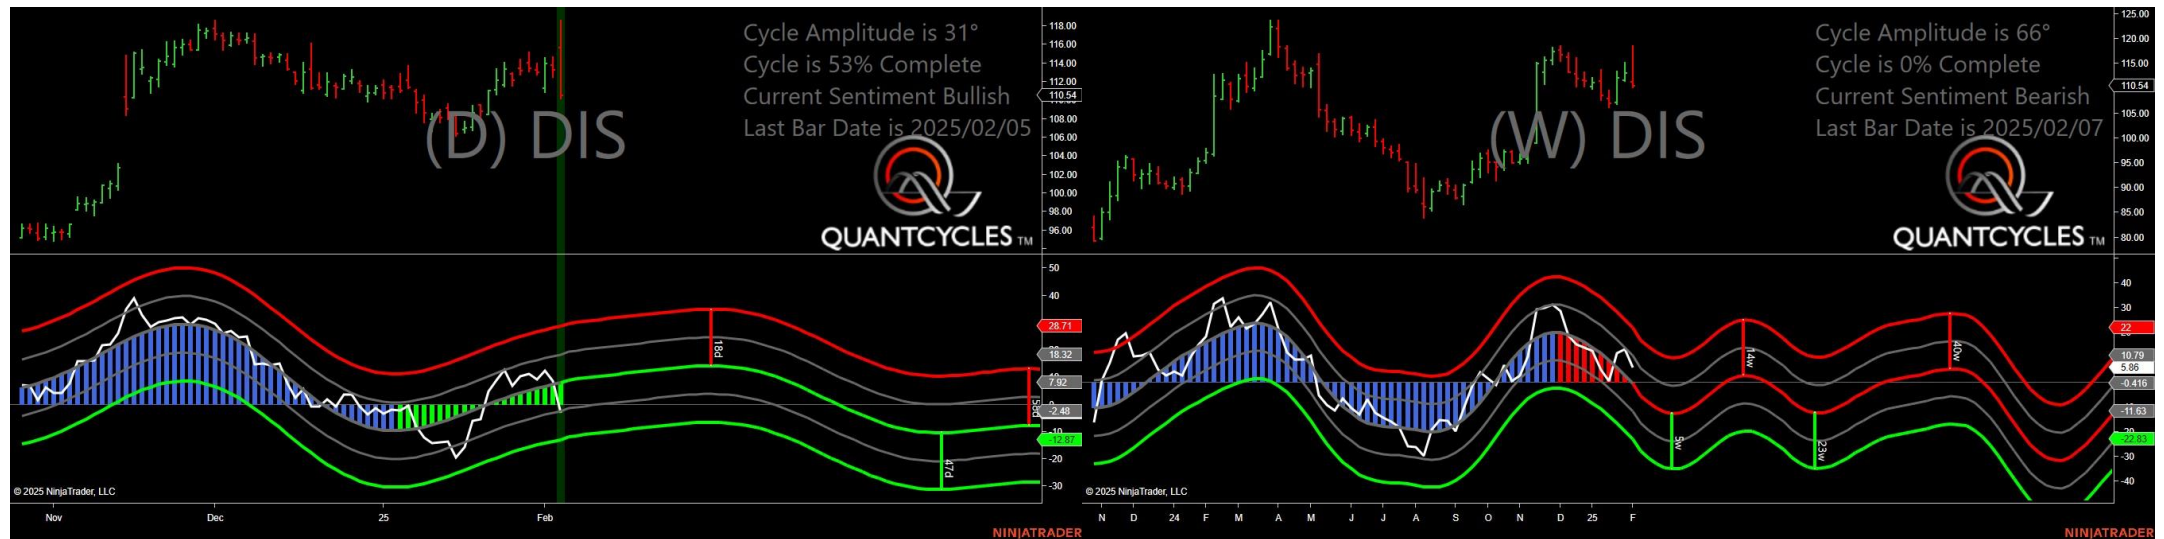 Cycle Amplitude is 31°
Cycle is 53% Complete
Current Sentiment Bullish
Last Bar Date is 2025/02/05
(D) DIS
QUANTCYCLES TM
118.00
116.00
114.00
112.00
110.54
108.00
106.00
104.00
102.00
100.00
98.00
96.00
50
40
28.71
18.32
7.92
-2.48
-10
-12.87
-20
-30
18d
47d
© 2025 NinjaTrader, LLC
Nov Dec 25 Feb
NINJATRADER
Cycle Amplitude is 66°
Cycle is 0% Complete
Current Sentiment Bearish
Last Bar Date is 2025/02/07
(W) DIS
QUANTCYCLES TM
125.00
120.00
115.00
110.54
105.00
100.00
95.00
90.00
85.00
80.00
40
30
22
10.79
5.86
-0.416
-11.63
-22.83
-30
-40
14w
40w
5w
23w
© 2025 NinjaTrader, LLC
N D 24 F M A M J J A S O N D 25 F
NINJATRADER